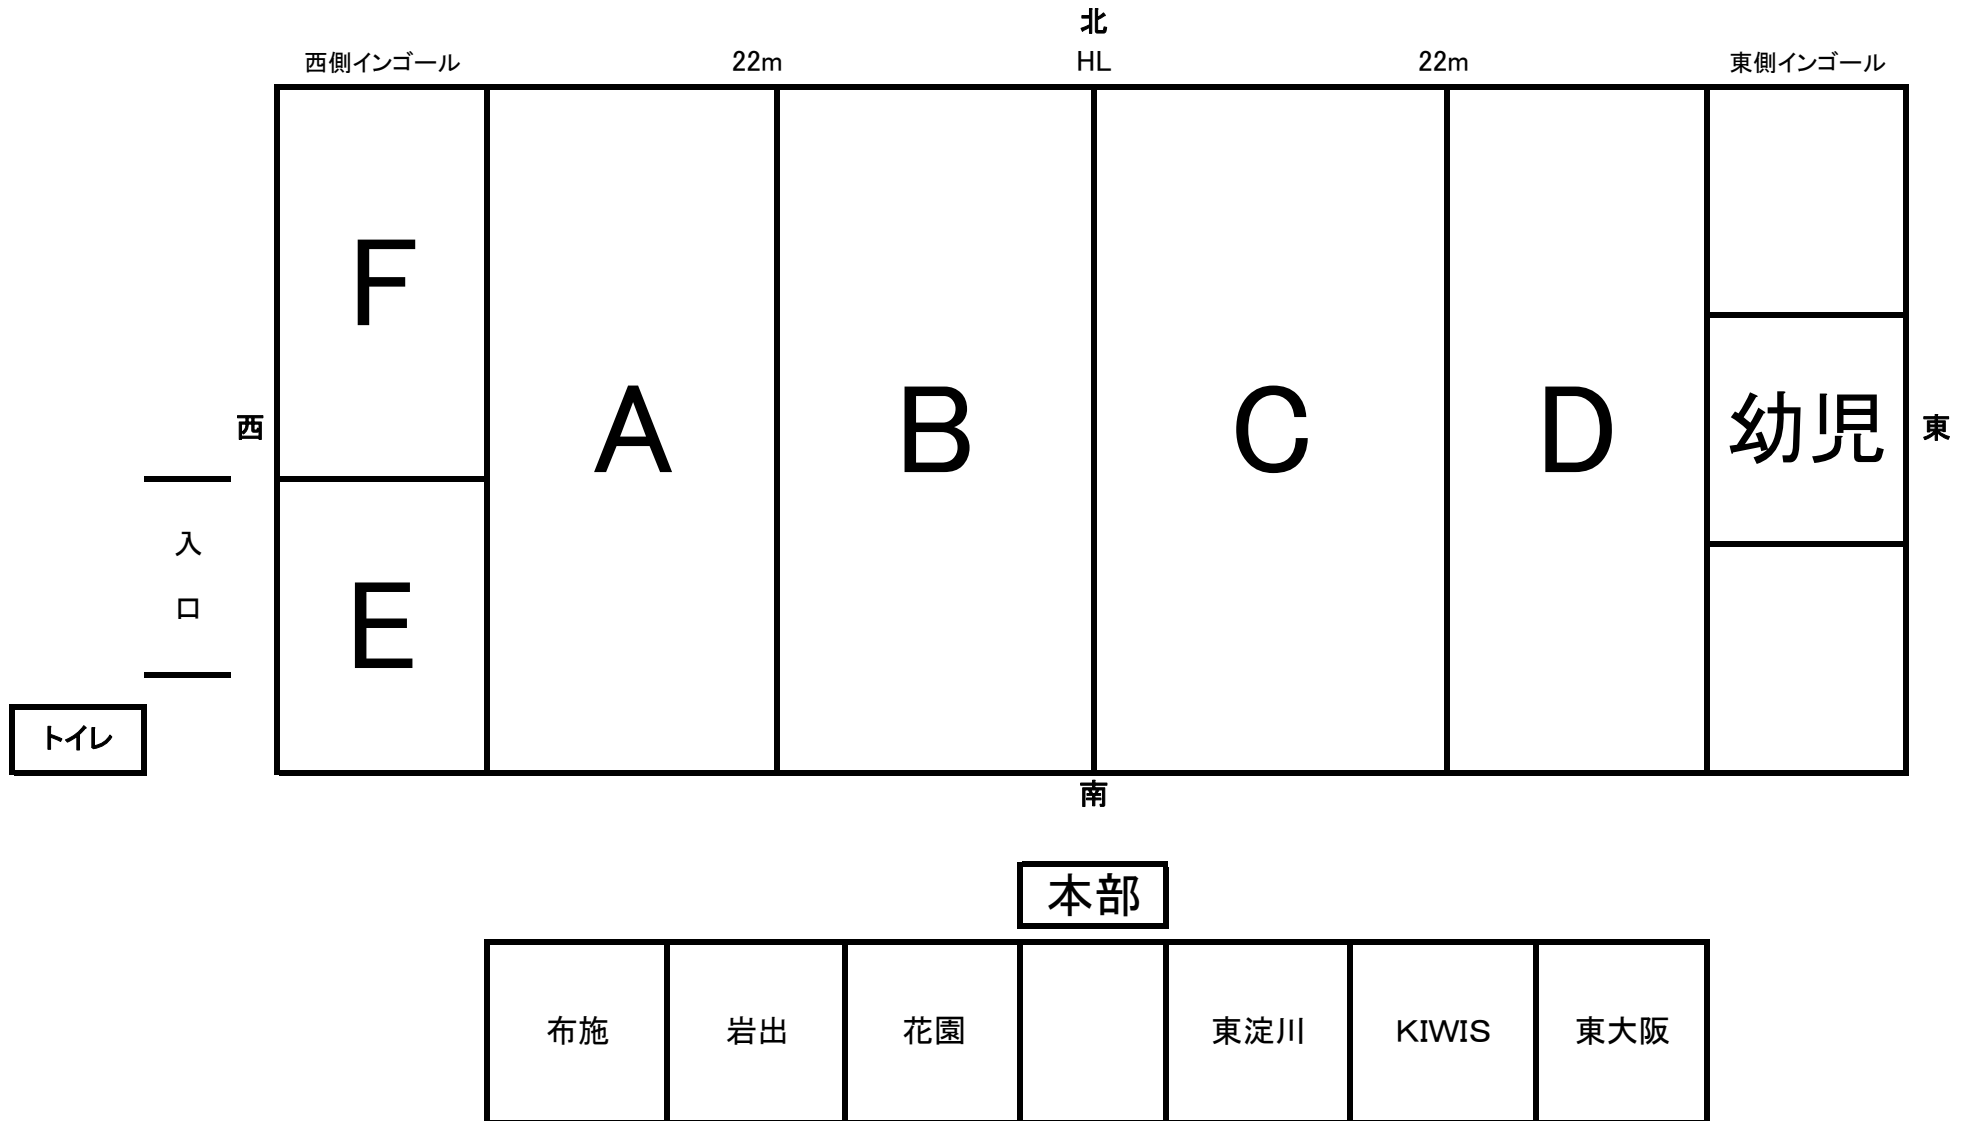 北
西側インゴール 22m HL 22m 東側インゴール
F
A B C D 幼児
西
東
入
口
E
トイレ
南
本部
布施 岩出 花園 東淀川 KIWIS 東大阪